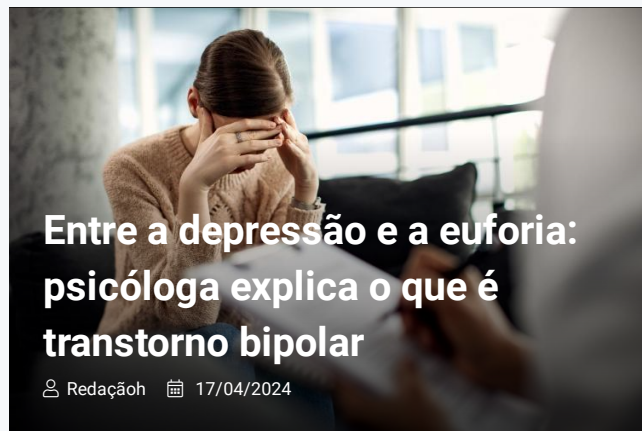 Entre a depressão e a euforia:
psicóloga explica o que é
transtorno bipolar
Redaçãoh 17/04/2024